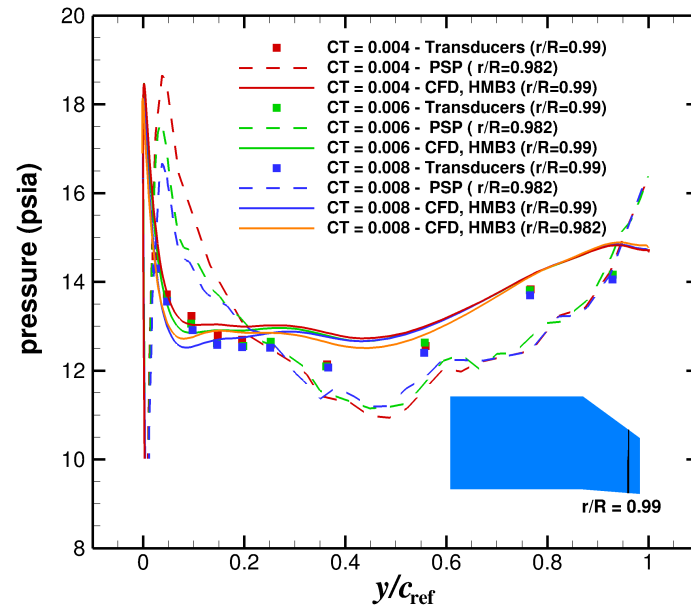 18
16
14
12
10
8
pressure (psia)
CT = 0.004 - Transducers (r/R=0.99)
CT = 0.004 - PSP ( r/R=0.982)
CT = 0.004 - CFD, HMB3 (r/R=0.99)
CT = 0.006 - Transducers (r/R=0.99)
CT = 0.006 - PSP ( r/R=0.982)
CT = 0.006 - CFD, HMB3 (r/R=0.99)
CT = 0.008 - Transducers (r/R=0.99)
CT = 0.008 - PSP ( r/R=0.982)
CT = 0.008 - CFD, HMB3 (r/R=0.99)
CT = 0.008 - CFD, HMB3 (r/R=0.982)
r/R = 0.99
0 0.2 0.4 0.6 0.8 1
y/c_ref